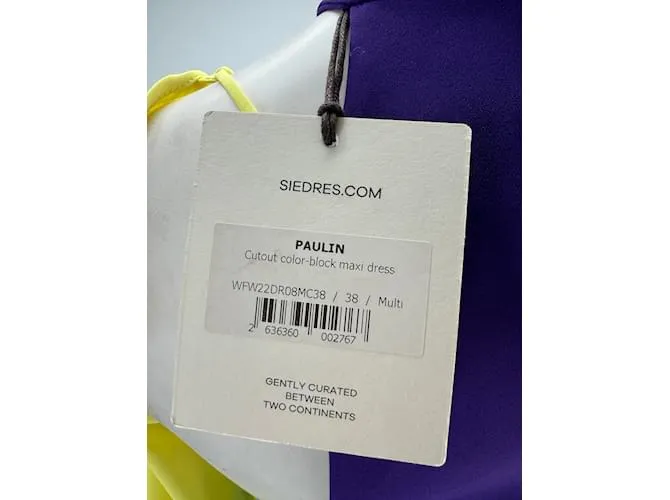 SIEDRES.COM
PAULIN
Cutout color-block maxi dress
WFW22DR08MC38 / 38 / Multi
2 636360 002767
GENTLY CURATED
BETWEEN
TWO CONTINENTS